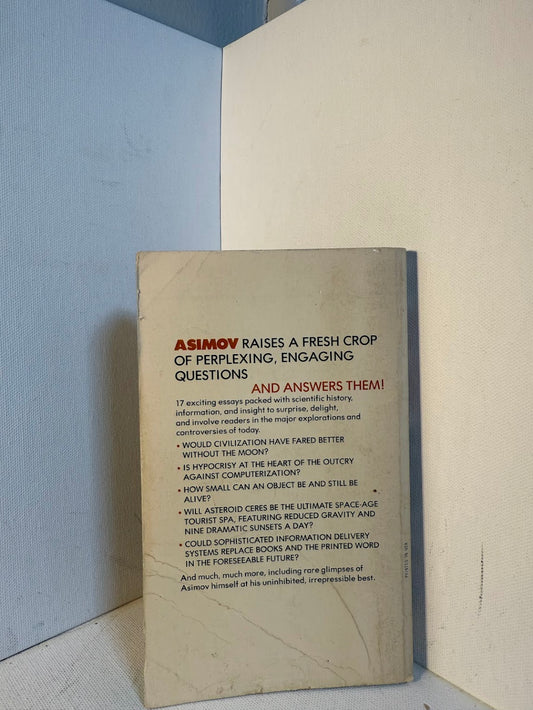 ASIMOV RAISES A FRESH CROP
OF PERPLEXING, ENGAGING
QUESTIONS
AND ANSWERS THEM!
17 exciting essays packed with scientific history,
information, and insight to surprise, delight,
and involve readers in the major explorations and
controversies of today.
• WOULD CIVILIZATION HAVE FARED BETTER
WITHOUT THE MOON?
• IS HYPOCRISY AT THE HEART OF THE OUTCRY
AGAINST COMPUTERIZATION?
• HOW SMALL CAN AN OBJECT BE AND STILL BE
ALIVE?
• WILL ASTEROID CERES BE THE ULTIMATE SPACE-AGE
TOURIST SPA, FEATURING REDUCED GRAVITY AND
NINE DRAMATIC SUNSETS A DAY?
• COULD SOPHISTICATED INFORMATION DELIVERY
SYSTEMS REPLACE BOOKS AND THE PRINTED WORD
IN THE FORESEEABLE FUTURE?
And much, much more, including rare glimpses of
Asimov himself at his uninhibited, irrepressible best.
PRINTED IN USA